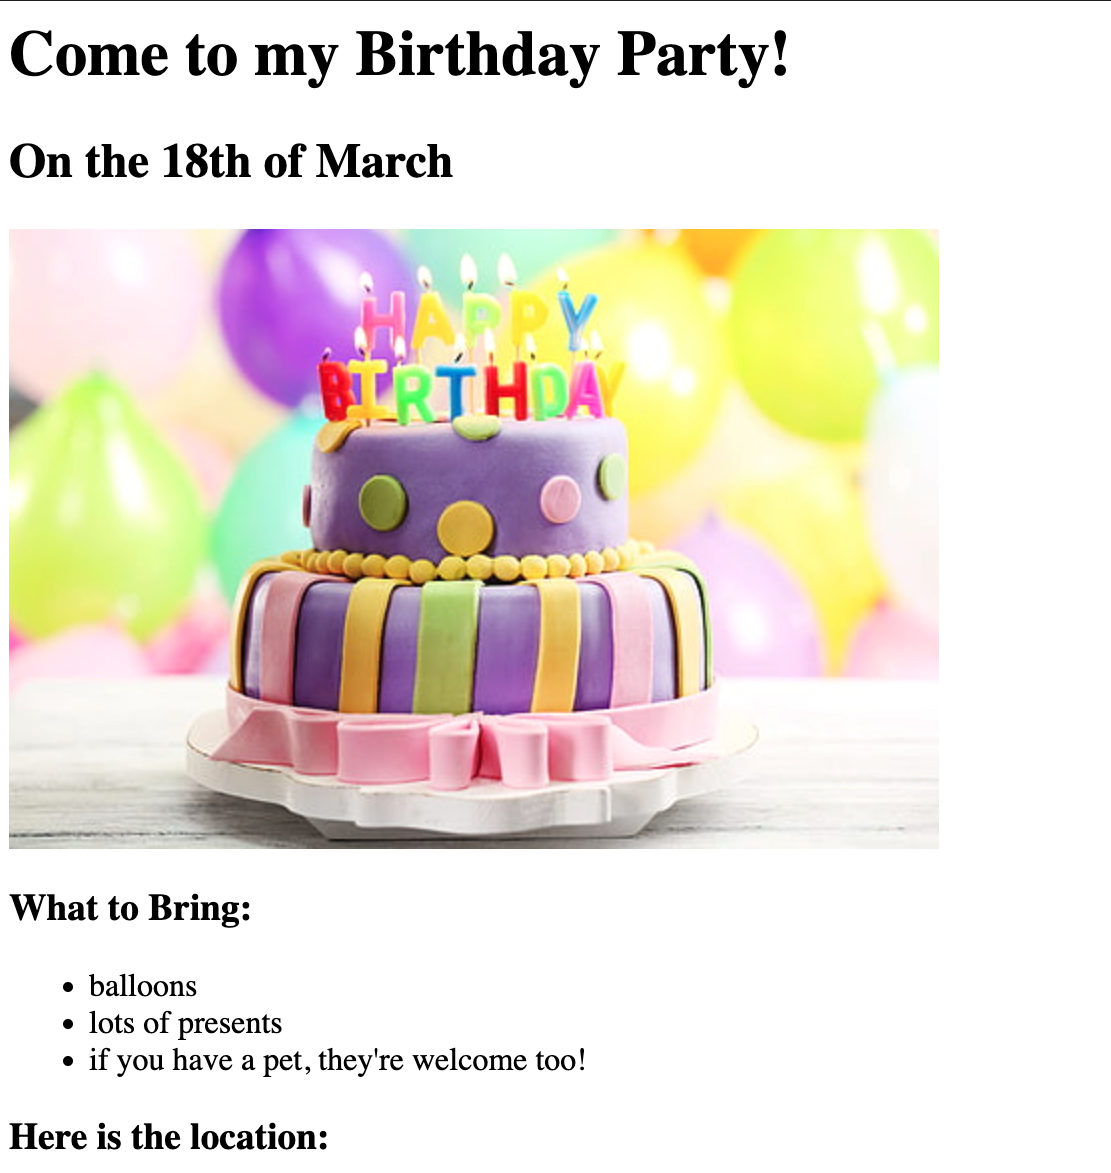 Come to my Birthday Party!
On the 18th of March
HAPPY
BIRTHDAY
What to Bring:
balloons
lots of presents
if you have a pet, they're welcome too!
Here is the location: